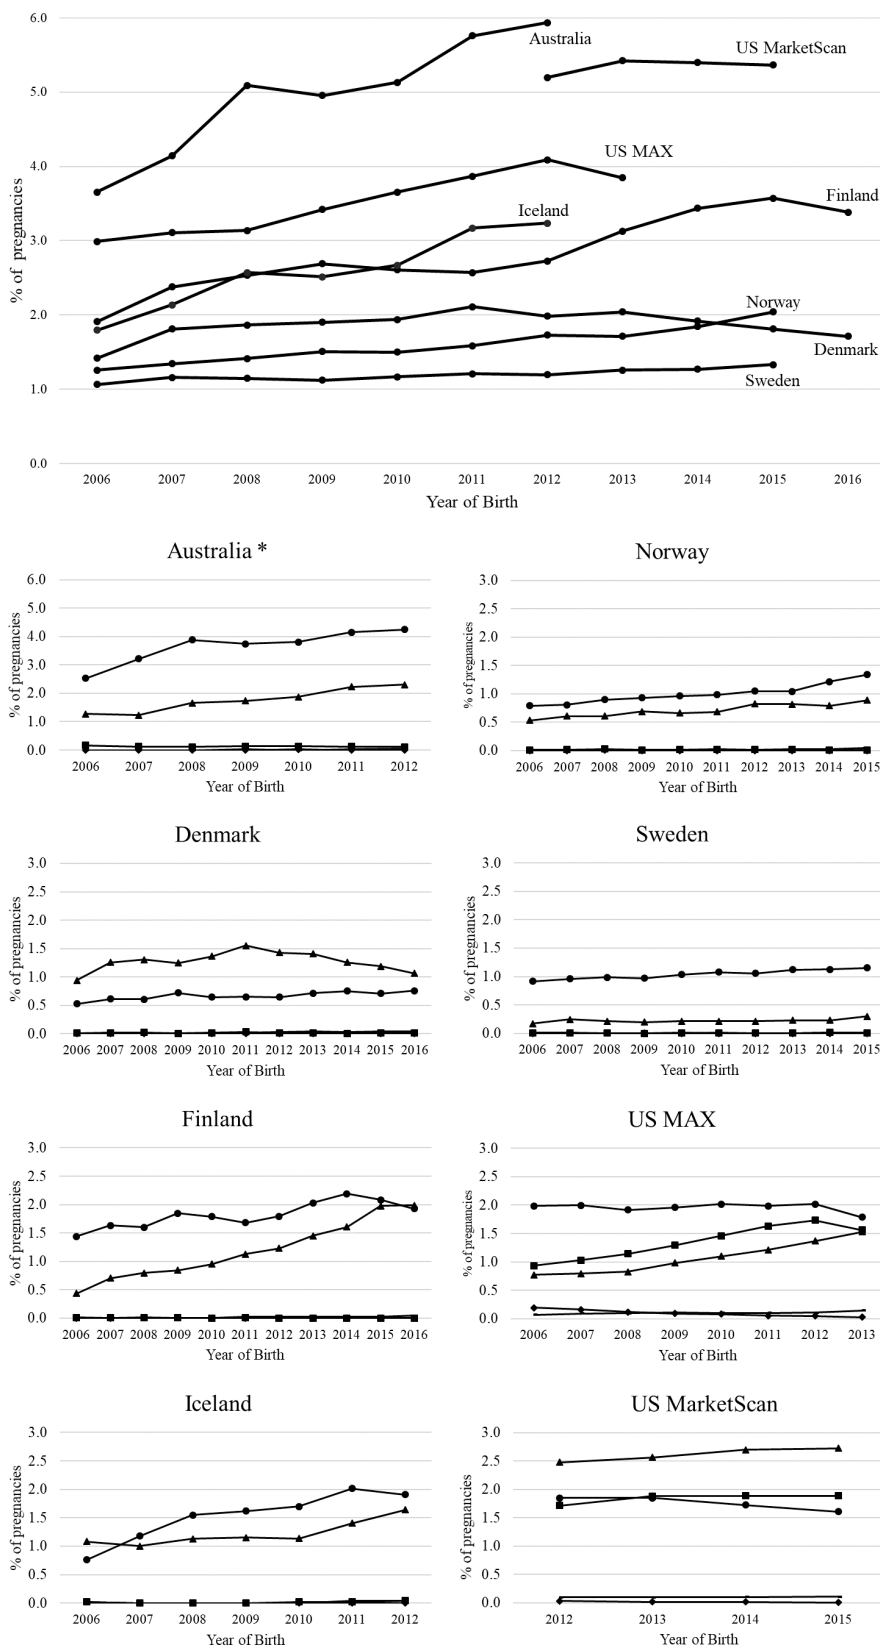 6.0
Australia
US MarketScan
5.0
US MAX
4.0
Finland
Iceland
3.0
% of pregnancies
Norway
2.0
Denmark
Sweden
1.0
0.0
2006 2007 2008 2009 2010 2011 2012 2013 2014 2015 2016
Year of Birth
Australia *
6.0
5.0
4.0
3.0
2.0
1.0
0.0
% of pregnancies
2006 2007 2008 2009 2010 2011 2012
Year of Birth
Norway
3.0
2.5
2.0
1.5
1.0
0.5
0.0
% of pregnancies
2006 2007 2008 2009 2010 2011 2012 2013 2014 2015
Year of Birth
Denmark
3.0
2.5
2.0
1.5
1.0
0.5
0.0
% of pregnancies
2006 2007 2008 2009 2010 2011 2012 2013 2014 2015 2016
Year of Birth
Sweden
3.0
2.5
2.0
1.5
1.0
0.5
0.0
% of pregnancies
2006 2007 2008 2009 2010 2011 2012 2013 2014 2015
Year of Birth
Finland
3.0
2.5
2.0
1.5
1.0
0.5
0.0
% of pregnancies
2006 2007 2008 2009 2010 2011 2012 2013 2014 2015 2016
Year of Birth
US MAX
3.0
2.5
2.0
1.5
1.0
0.5
0.0
% of pregnancies
2006 2007 2008 2009 2010 2011 2012 2013
Year of Birth
Iceland
3.0
2.5
2.0
1.5
1.0
0.5
0.0
% of pregnancies
2006 2007 2008 2009 2010 2011 2012
Year of Birth
US MarketScan
3.0
2.5
2.0
1.5
1.0
0.5
0.0
% of pregnancies
2012 2013 2014 2015
Year of Birth